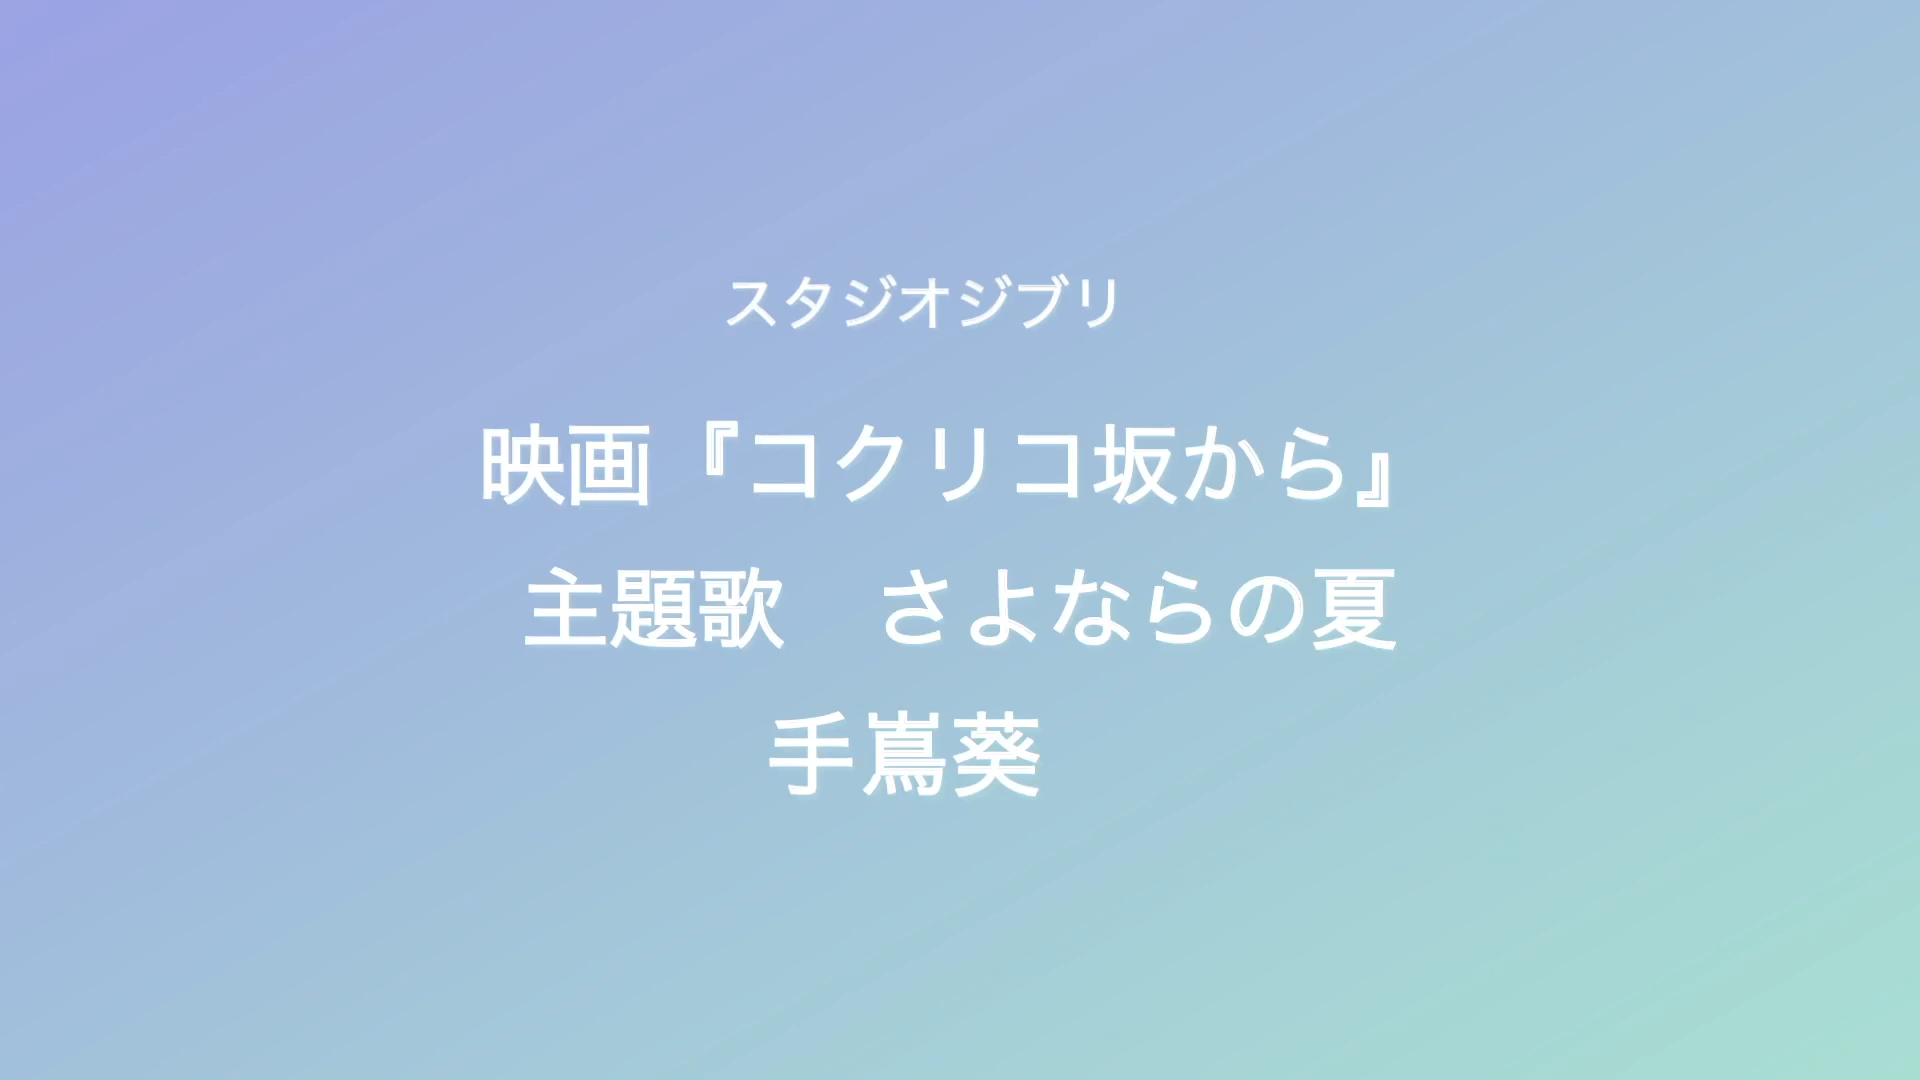 スタジオジブリ
映画『コクリコ坂から』
主題歌　さよならの夏
手嶌葵